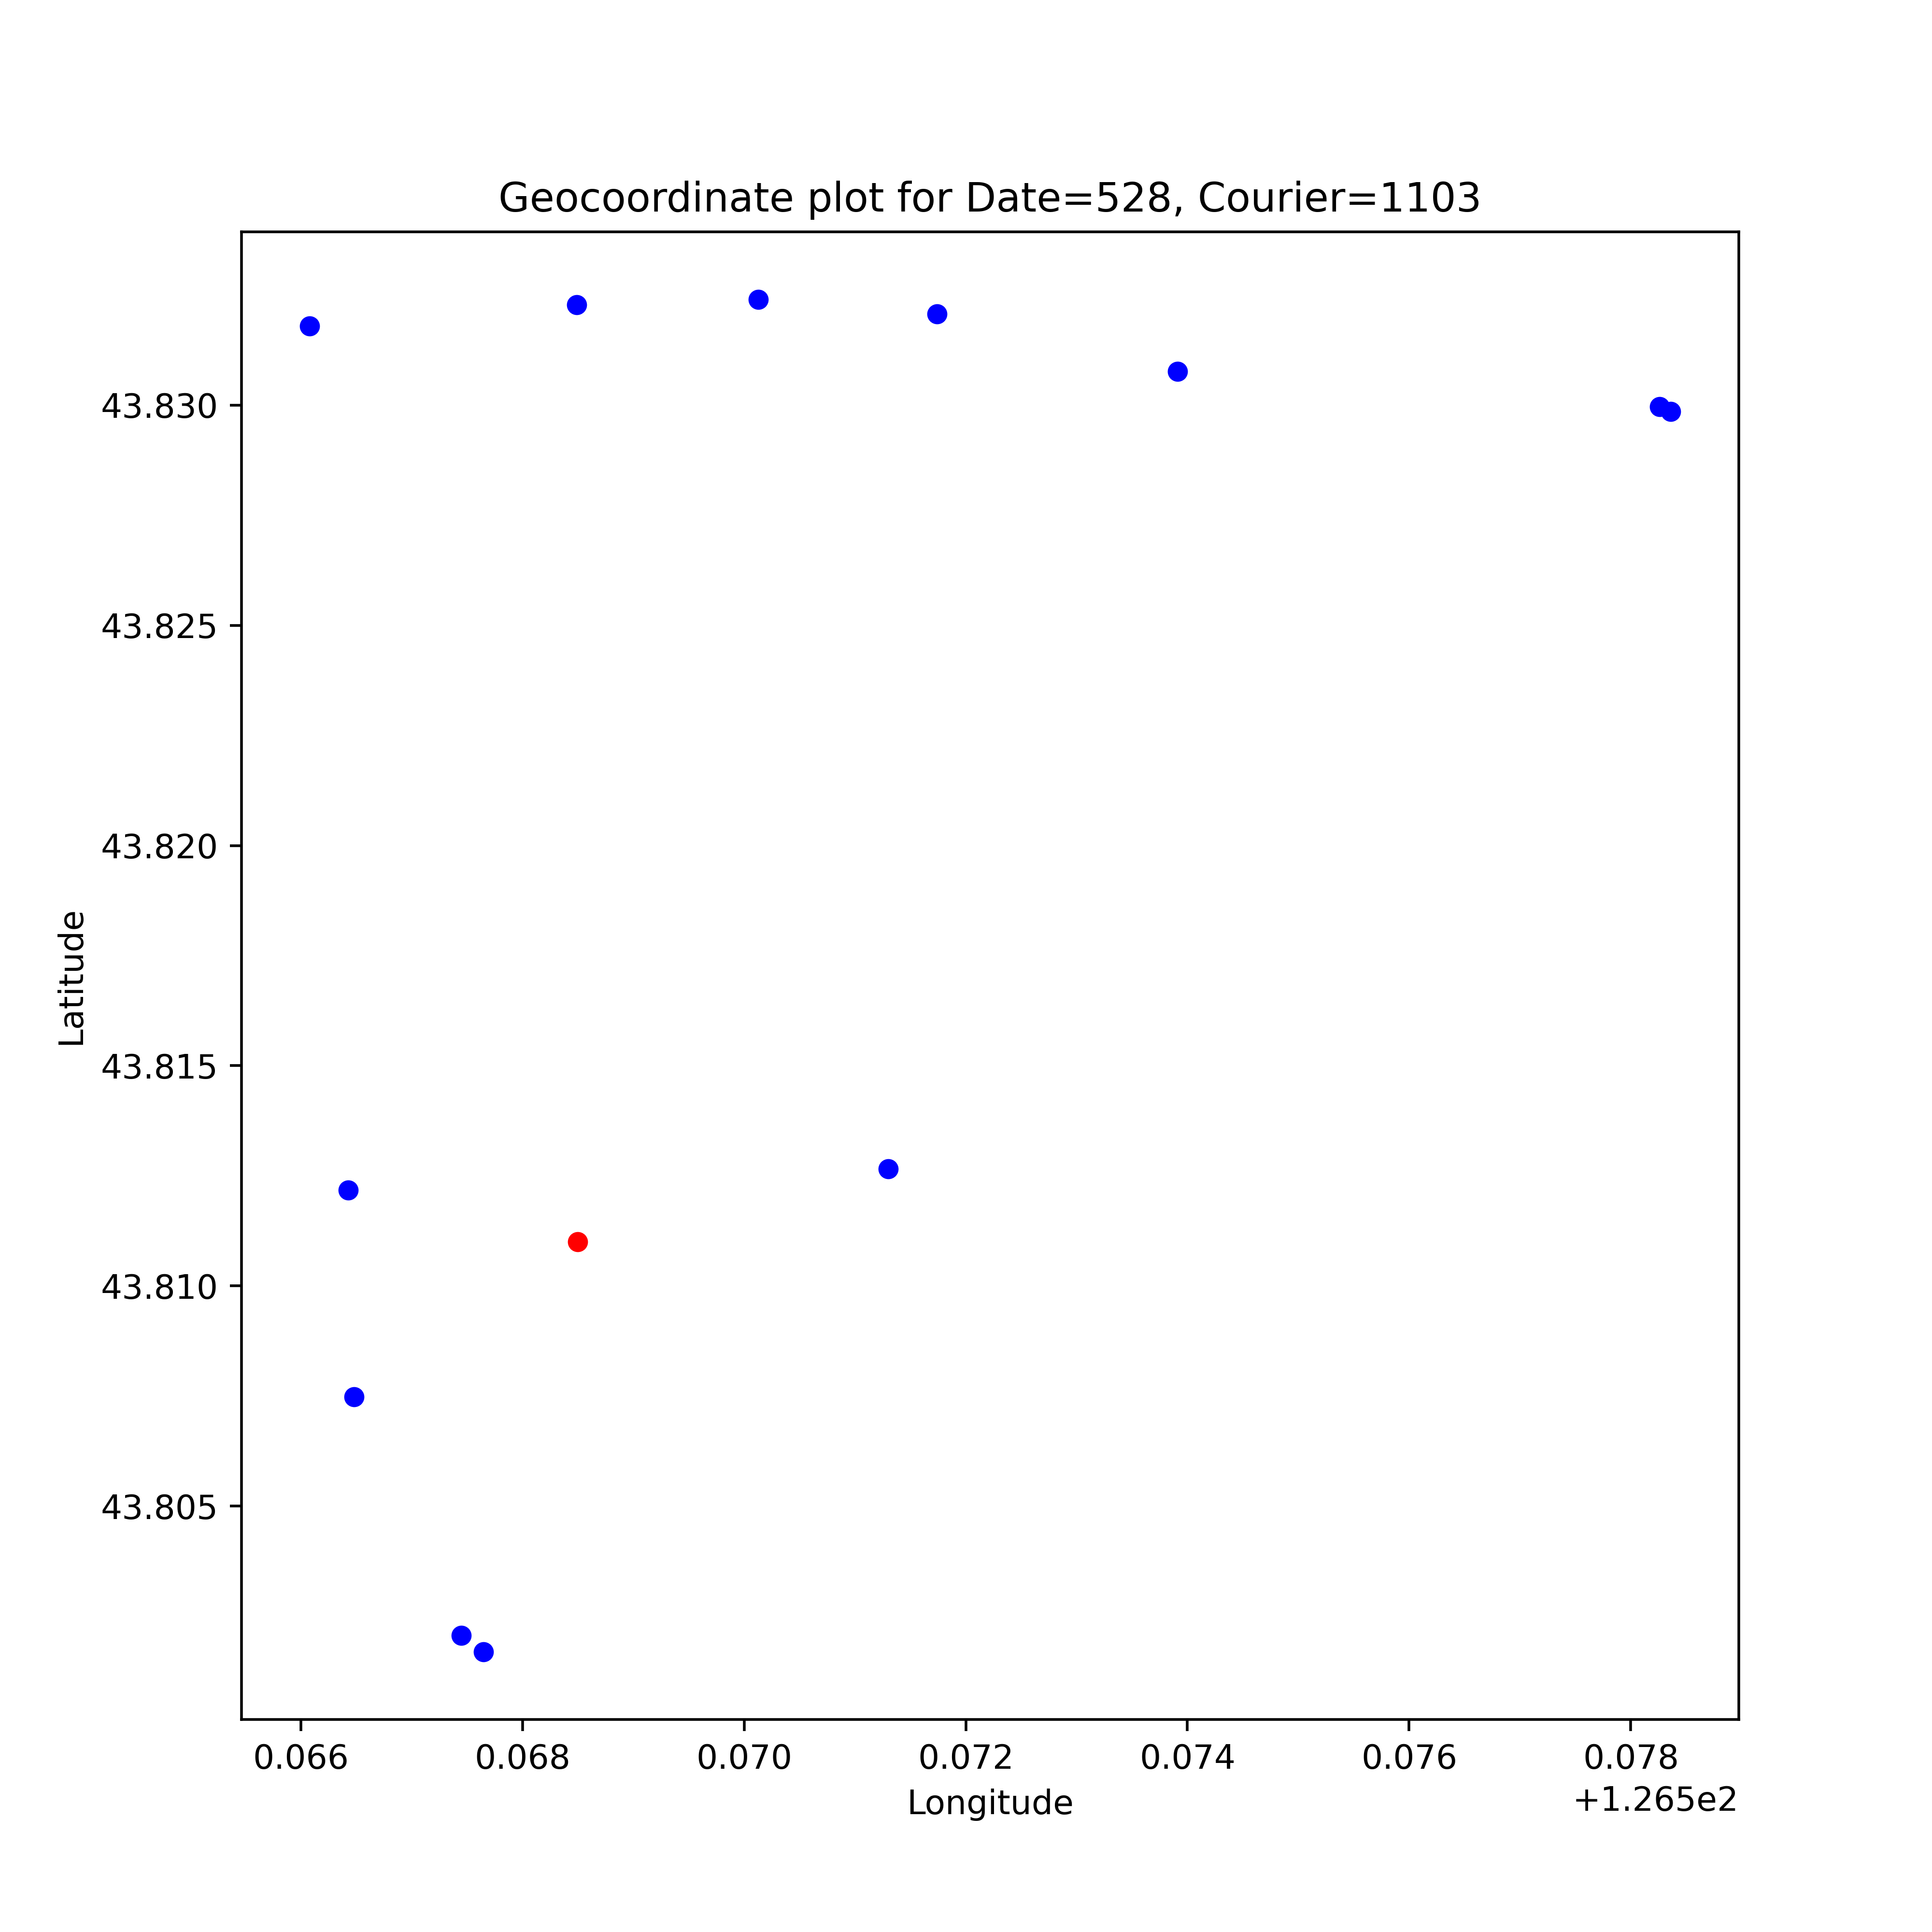 Geocoordinate plot for Date=528, Courier=1103
43.830
43.825
43.820
43.815
43.810
43.805
Latitude
0.066 0.068 0.070 0.072 0.074 0.076 0.078
+1.265e2
Longitude